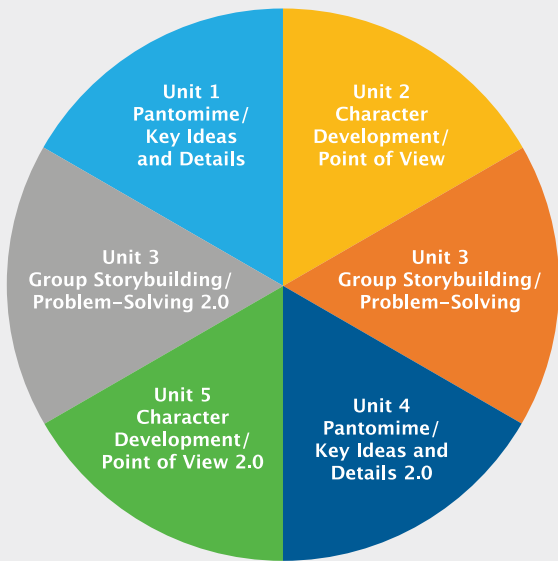 Unit 1
Pantomime/
Key Ideas
and Details
Unit 2
Character
Development/
Point of View
Unit 3
Group Storybuilding/
Problem-Solving
Unit 4
Pantomime/
Key Ideas and
Details 2.0
Unit 5
Character
Development/
Point of View 2.0
Unit 3
Group Storybuilding/
Problem-Solving 2.0